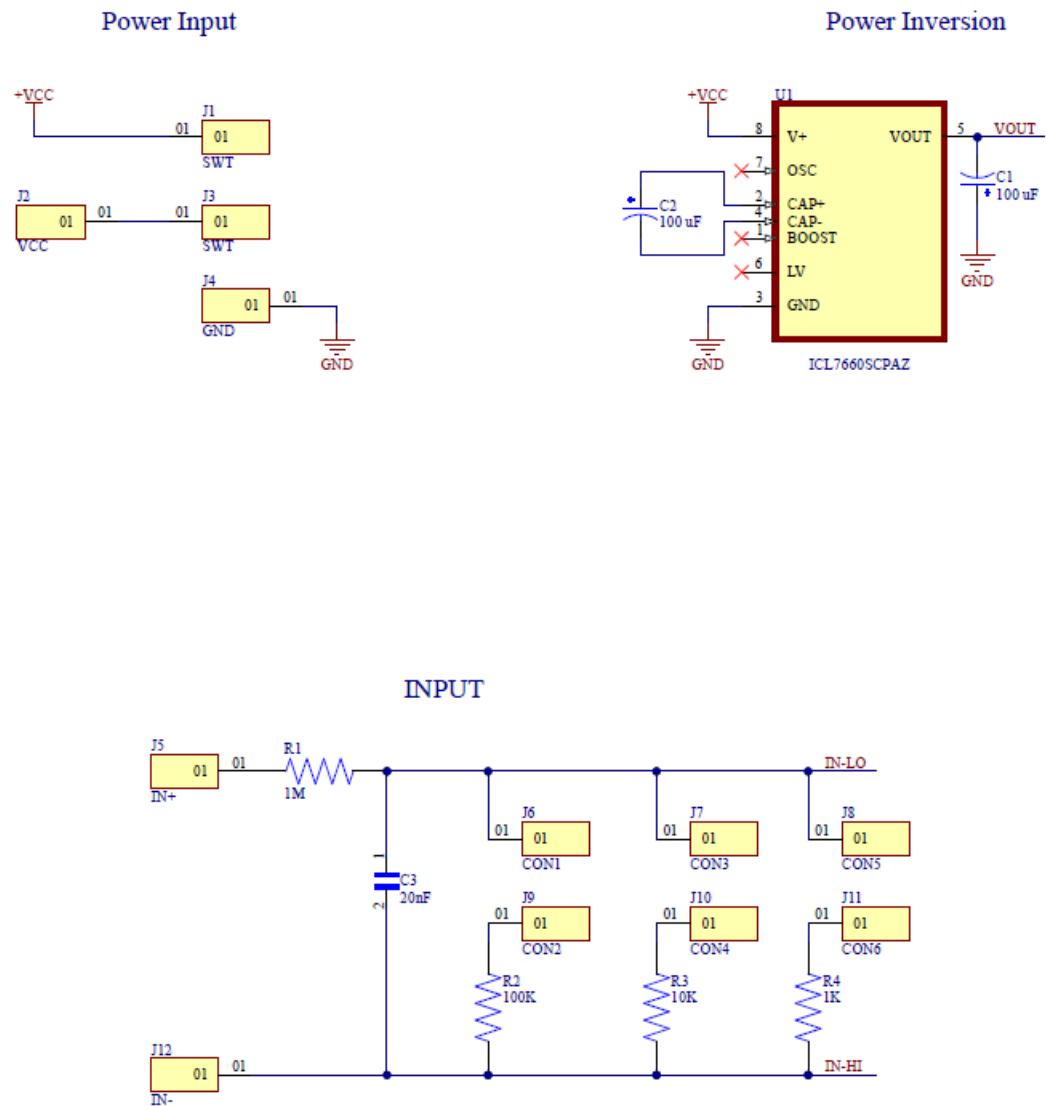 Power Input
Power Inversion
+VCC
J1
01
01
SWT
J2
01
VCC
01
01
J3
01
SWT
J4
01
GND
01
GND
+VCC
U1
8
V+
VOUT
5
VOUT
7
OSC
2
CAP+
4
CAP-
1
BOOST
6
LV
3
GND
C2
100 uF
C1
100 uF
GND
GND
ICL7660SCPAZ
INPUT
J5
01
IN+
01
R1
1M
IN-LO
J6
01
01
CON1
J7
01
01
CON3
J8
01
01
CON5
1
C3
20nF
2
J9
01
01
CON2
J10
01
01
CON4
J11
01
01
CON6
R2
100K
R3
10K
R4
1K
J12
01
IN-
01
IN-HI